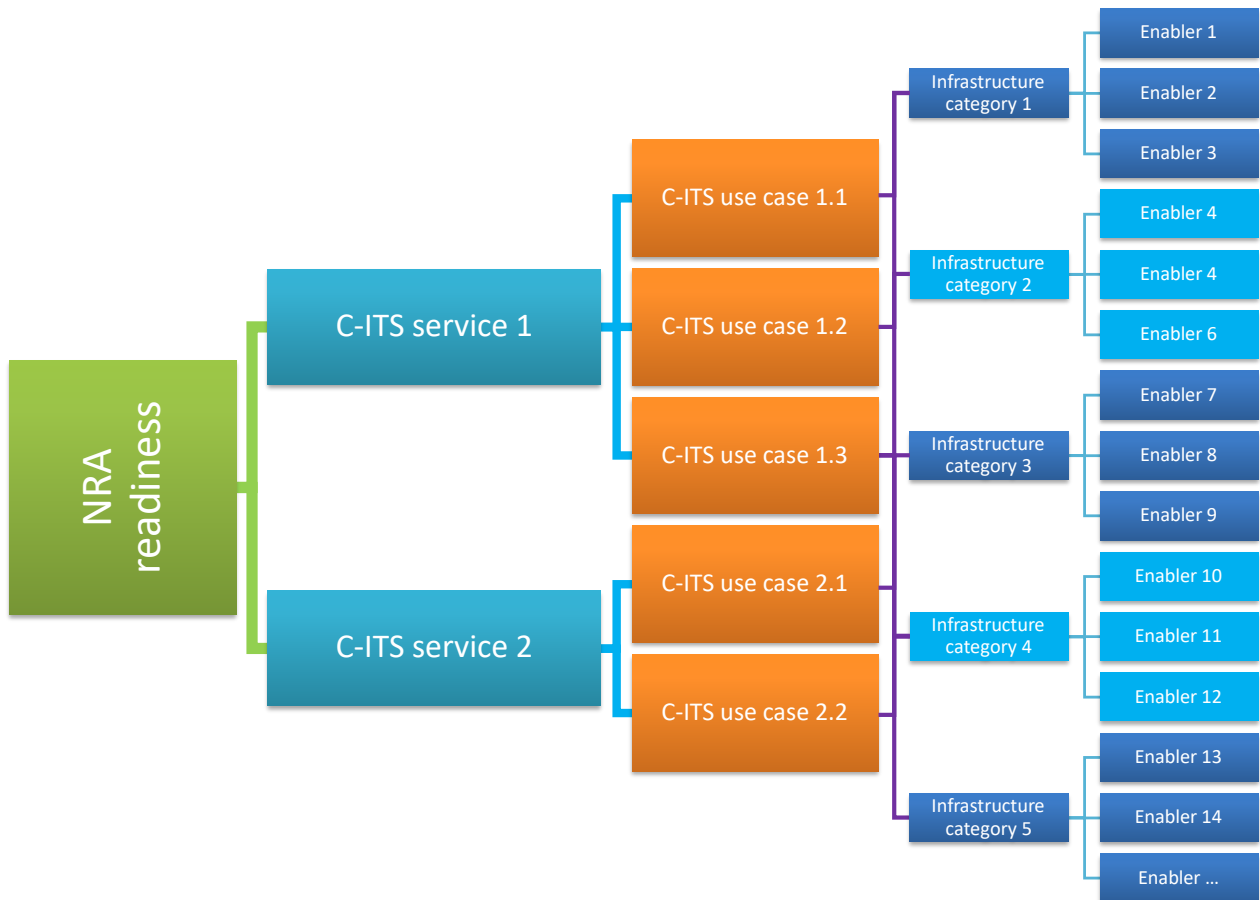 NRA
readiness
C-ITS service 1
C-ITS service 2
C-ITS use case 1.1
C-ITS use case 1.2
C-ITS use case 1.3
C-ITS use case 2.1
C-ITS use case 2.2
Infrastructure
category 1
Infrastructure
category 2
Infrastructure
category 3
Infrastructure
category 4
Infrastructure
category 5
Enabler 1
Enabler 2
Enabler 3
Enabler 4
Enabler 4
Enabler 6
Enabler 7
Enabler 8
Enabler 9
Enabler 10
Enabler 11
Enabler 12
Enabler 13
Enabler 14
Enabler ...